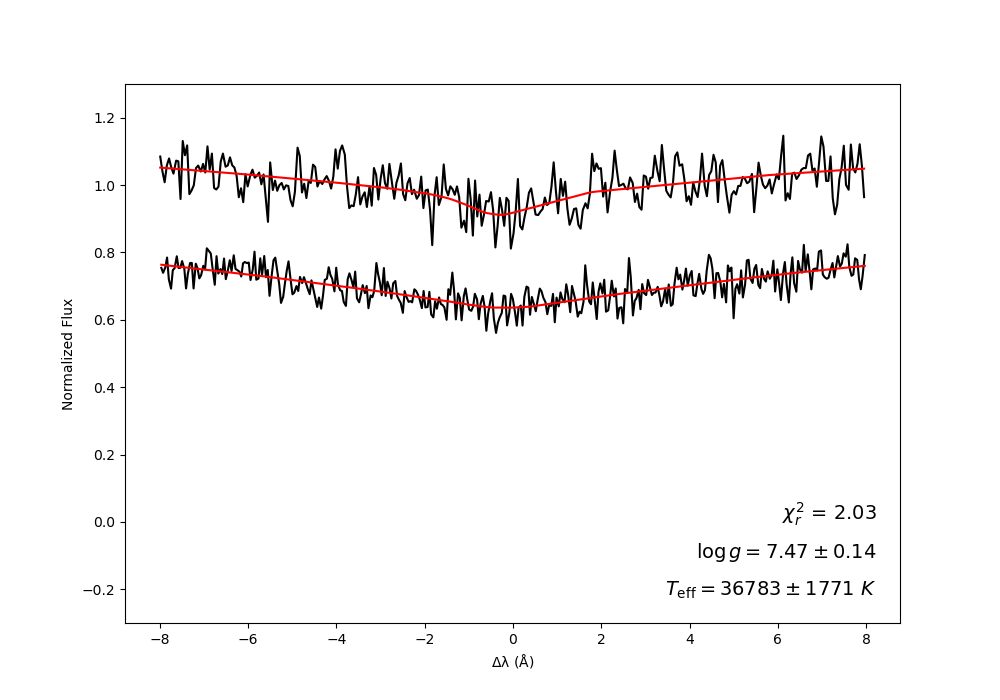 1.2
1.0
0.8
0.6
0.4
0.2
0.0
−0.2
Normalized Flux
χ²ᵣ = 2.03
log g = 7.47 ± 0.14
T_eff = 36783 ± 1771 K
−8 −6 −4 −2 0 2 4 6 8
Δλ (Å)